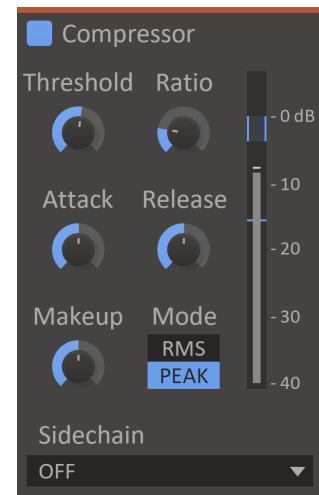 Compressor
Threshold Ratio
- 0 dB
- 10
Attack Release
- 20
Makeup Mode
- 30
RMS
PEAK
- 40
Sidechain
OFF